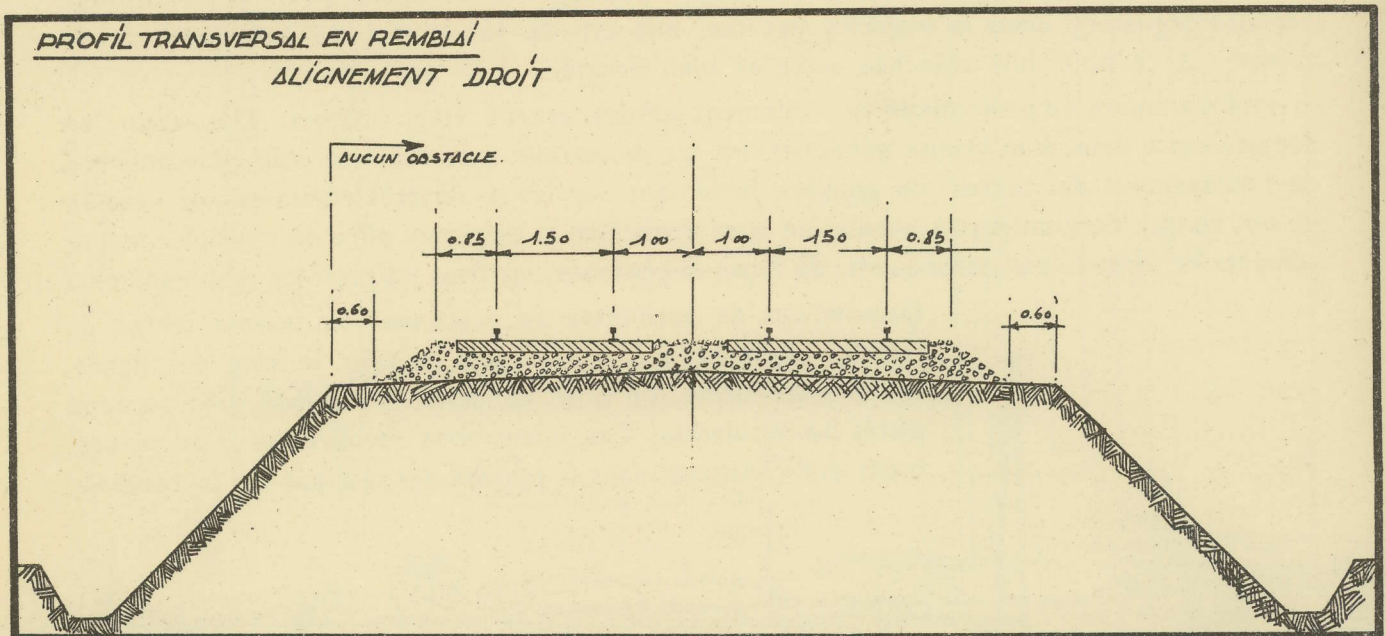 PROFIL TRANSVERSAL EN REMBLAI
ALIGNEMENT DROIT
AUCUN OBSTACLE.
0.85 1.50 1 00 1 00 1 50 0.85
0.60 0.60